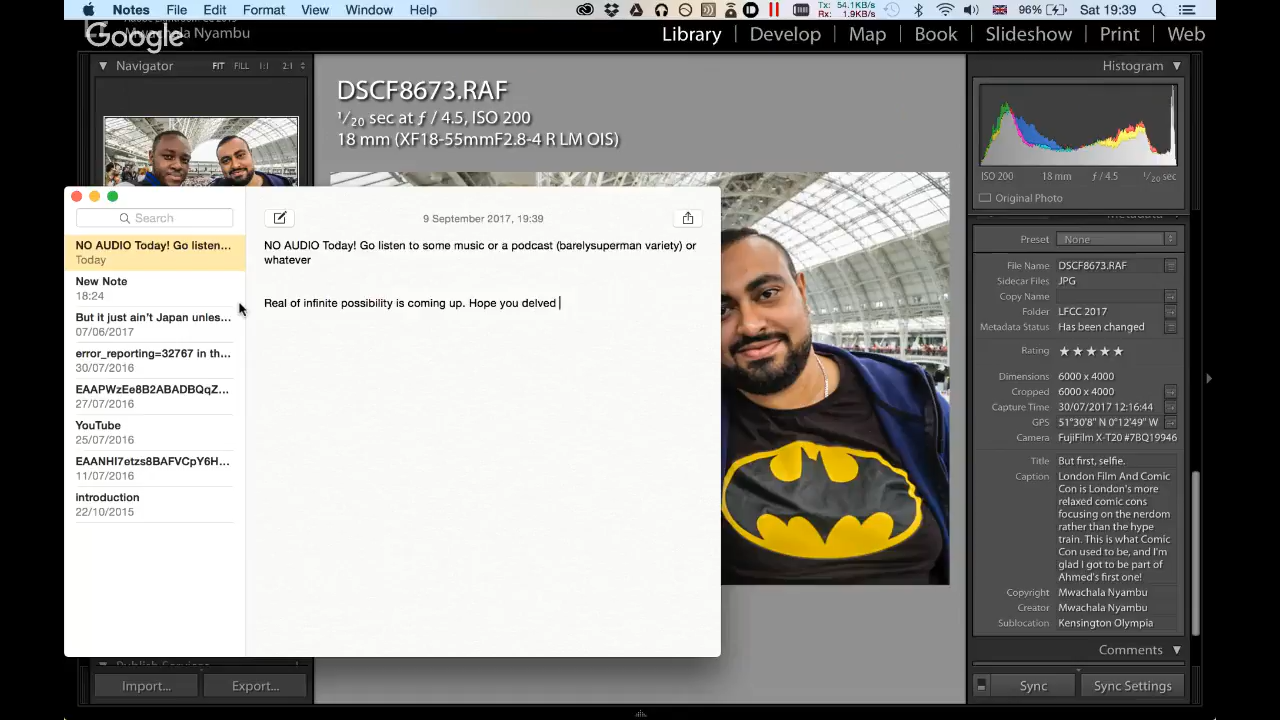 Notes File Edit Format View Window Help
Tx: 54.1KB/s
Rx: 1.9KB/s
96%
Sat 19:39
Google
Mwachala Nyambu
Library | Develop | Map | Book | Slideshow | Print | Web
Navigator FIT FILL 1:1 2:1
DSCF8673.RAF
1/20 sec at ƒ / 4.5, ISO 200
18 mm (XF18-55mmF2.8-4 R LM OIS)
Search
NO AUDIO Today! Go listen...
Today
New Note
18:24
But it just ain't Japan unles...
07/06/2017
error_reporting=32767 in th...
30/07/2016
EAAPWzEe8B2ABADBQqZ...
27/07/2016
YouTube
25/07/2016
EAANHI7etzs8BAFVCpY6H...
11/07/2016
introduction
22/10/2015
9 September 2017, 19:39
NO AUDIO Today! Go listen to some music or a podcast (barelysuperman variety) or
whatever
Real of infinite possibility is coming up. Hope you delved
Publish Services
Import... Export...
Histogram
ISO 200 18 mm ƒ / 4.5 1/20 sec
Original Photo
Metadata
Preset None
File Name DSCF8673.RAF
Sidecar Files JPG
Copy Name
Folder LFCC 2017
Metadata Status Has been changed
Rating ★★★★★
Dimensions 6000 x 4000
Cropped 6000 x 4000
Capture Time 30/07/2017 12:16:44
GPS 51°30'8" N 0°12'49" W
Camera FujiFilm X-T20 #7BQ19946
Title But first, selfie.
Caption London Film And Comic
Con is London's more
relaxed comic cons
focusing on the nerdom
rather than the hype
train. This is what Comic
Con used to be, and I'm
glad I got to be part of
Ahmed's first one!
Copyright Mwachala Nyambu
Creator Mwachala Nyambu
Sublocation Kensington Olympia
Comments
Sync Sync Settings